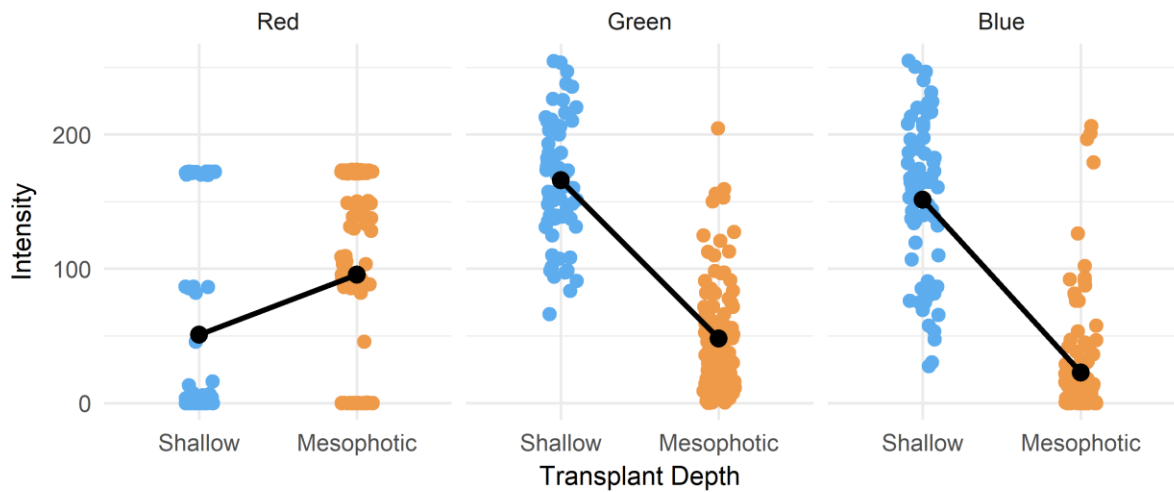 Red Green Blue
Intensity
200
100
0
Shallow Mesophotic Shallow Mesophotic Shallow Mesophotic
Transplant Depth